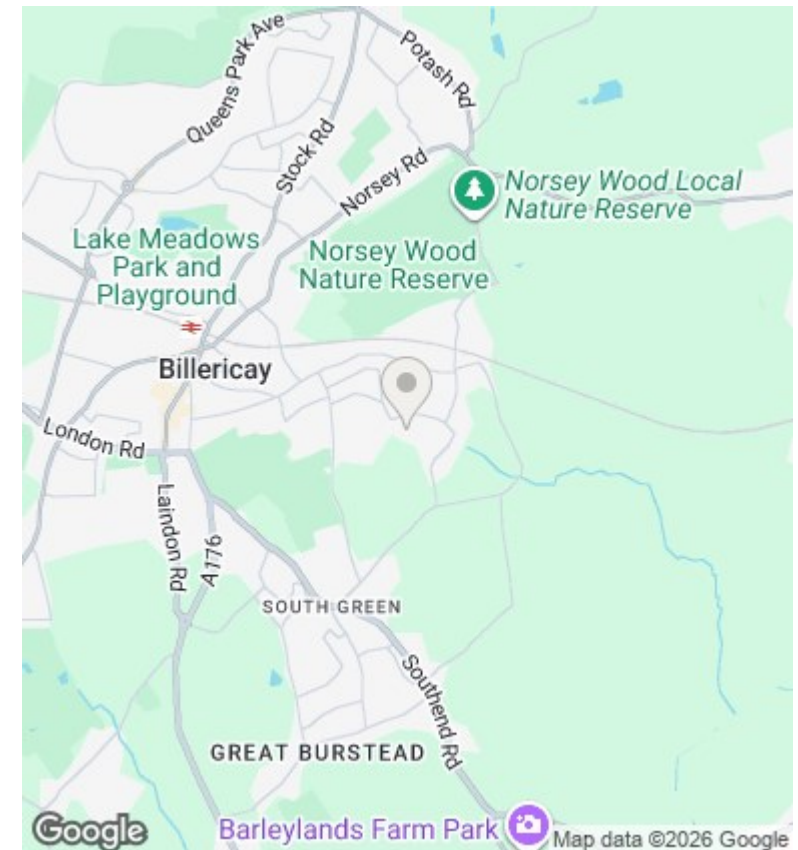 Queens Park Ave
Potash Rd
Stock Rd
Norsey Rd
Norsey Wood Local
Nature Reserve
Lake Meadows
Park and
Playground
Norsey Wood
Nature Reserve
Billericay
London Rd
Laindon Rd
A176
SOUTH GREEN
Southend Rd
GREAT BURSTEAD
Barleylands Farm Park
Google
Map data ©2026 Google